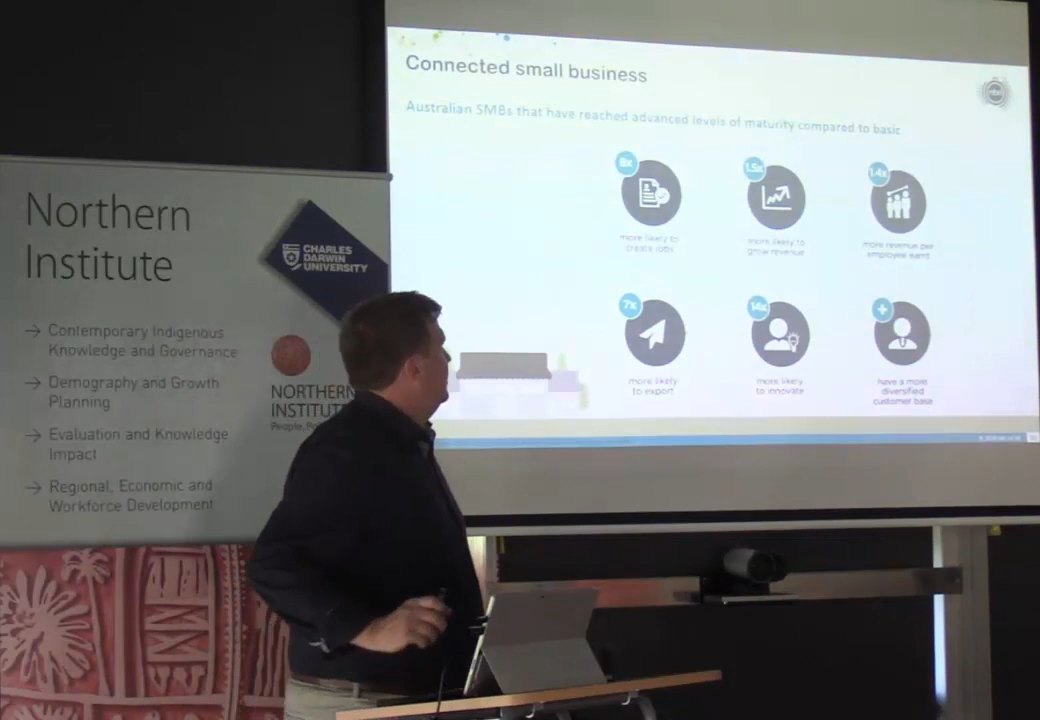 Northern
Institute
→ Contemporary Indigenous
Knowledge and Governance
→ Demography and Growth
Planning
→ Evaluation and Knowledge
Impact
→ Regional, Economic and
Workforce Development
CHARLES
DARWIN
UNIVERSITY
NORTHERN
INSTITUTE
People,
Connected small business
Australian SMBs that have reached advanced levels of maturity compared to basic
8x
more likely to
create jobs
1.5x
more likely to
grow revenue
1.4x
more revenue per
employee earnt
7x
more likely
to export
14x
more likely
to innovate
+
have a more
diversified
customer base